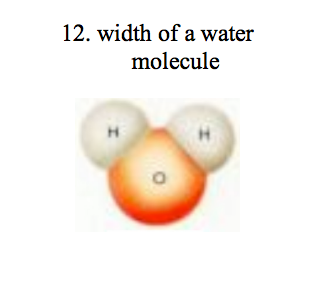 12. width of a water
molecule
H H
O